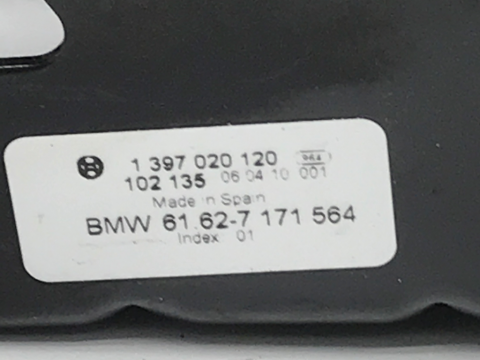 1 397 020 120 964
102 135 06 04 10 001
Made in Spain
BMW 61.62-7 171 564
Index 01